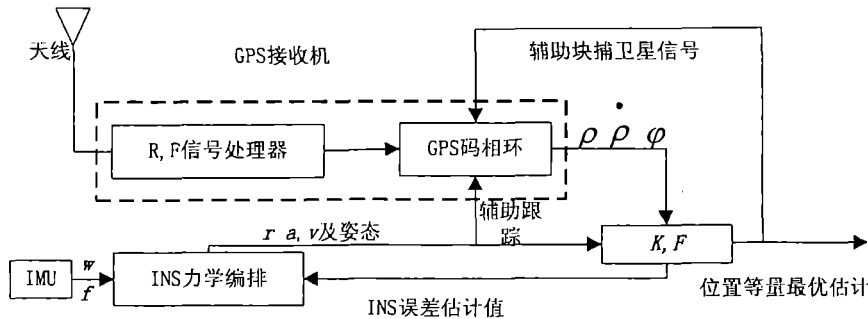 天线
GPS接收机
辅助块捕卫星信号
R,F信号处理器
GPS码相环
ρ ρ̇ φ
辅助跟
踪
r a,v及姿态
K,F
IMU
w
f
INS力学编排
INS误差估计值
位置等量最优估计